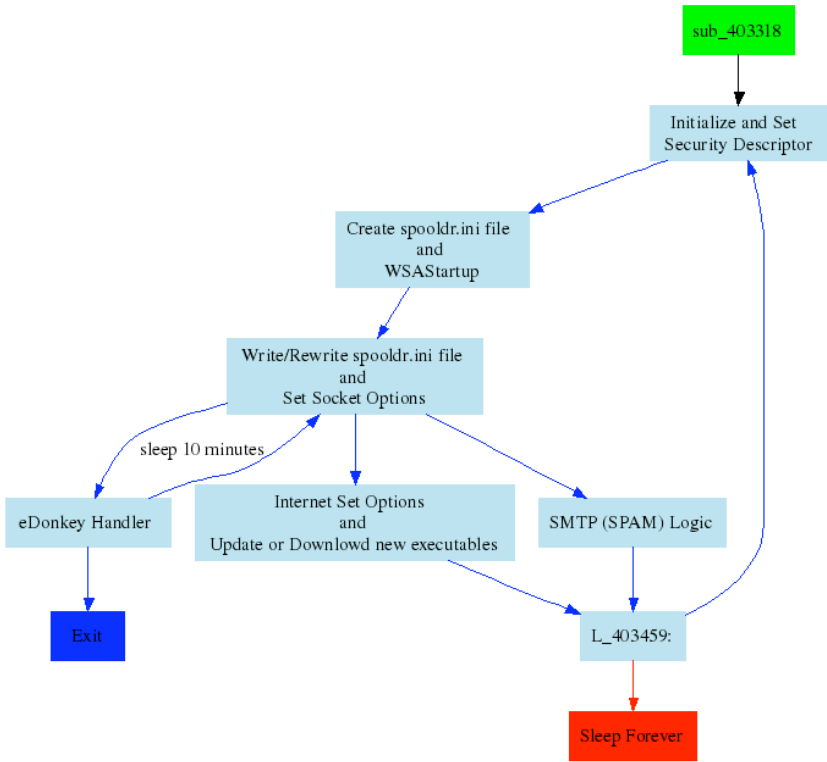 sub_403318
Initialize and Set
Security Descriptor
Create spooldr.ini file
and
WSAStartup
Write/Rewrite spooldr.ini file
and
Set Socket Options
sleep 10 minutes
eDonkey Handler
Internet Set Options
and
Update or Downlowd new executables
SMTP (SPAM) Logic
Exit
L_403459:
Sleep Forever